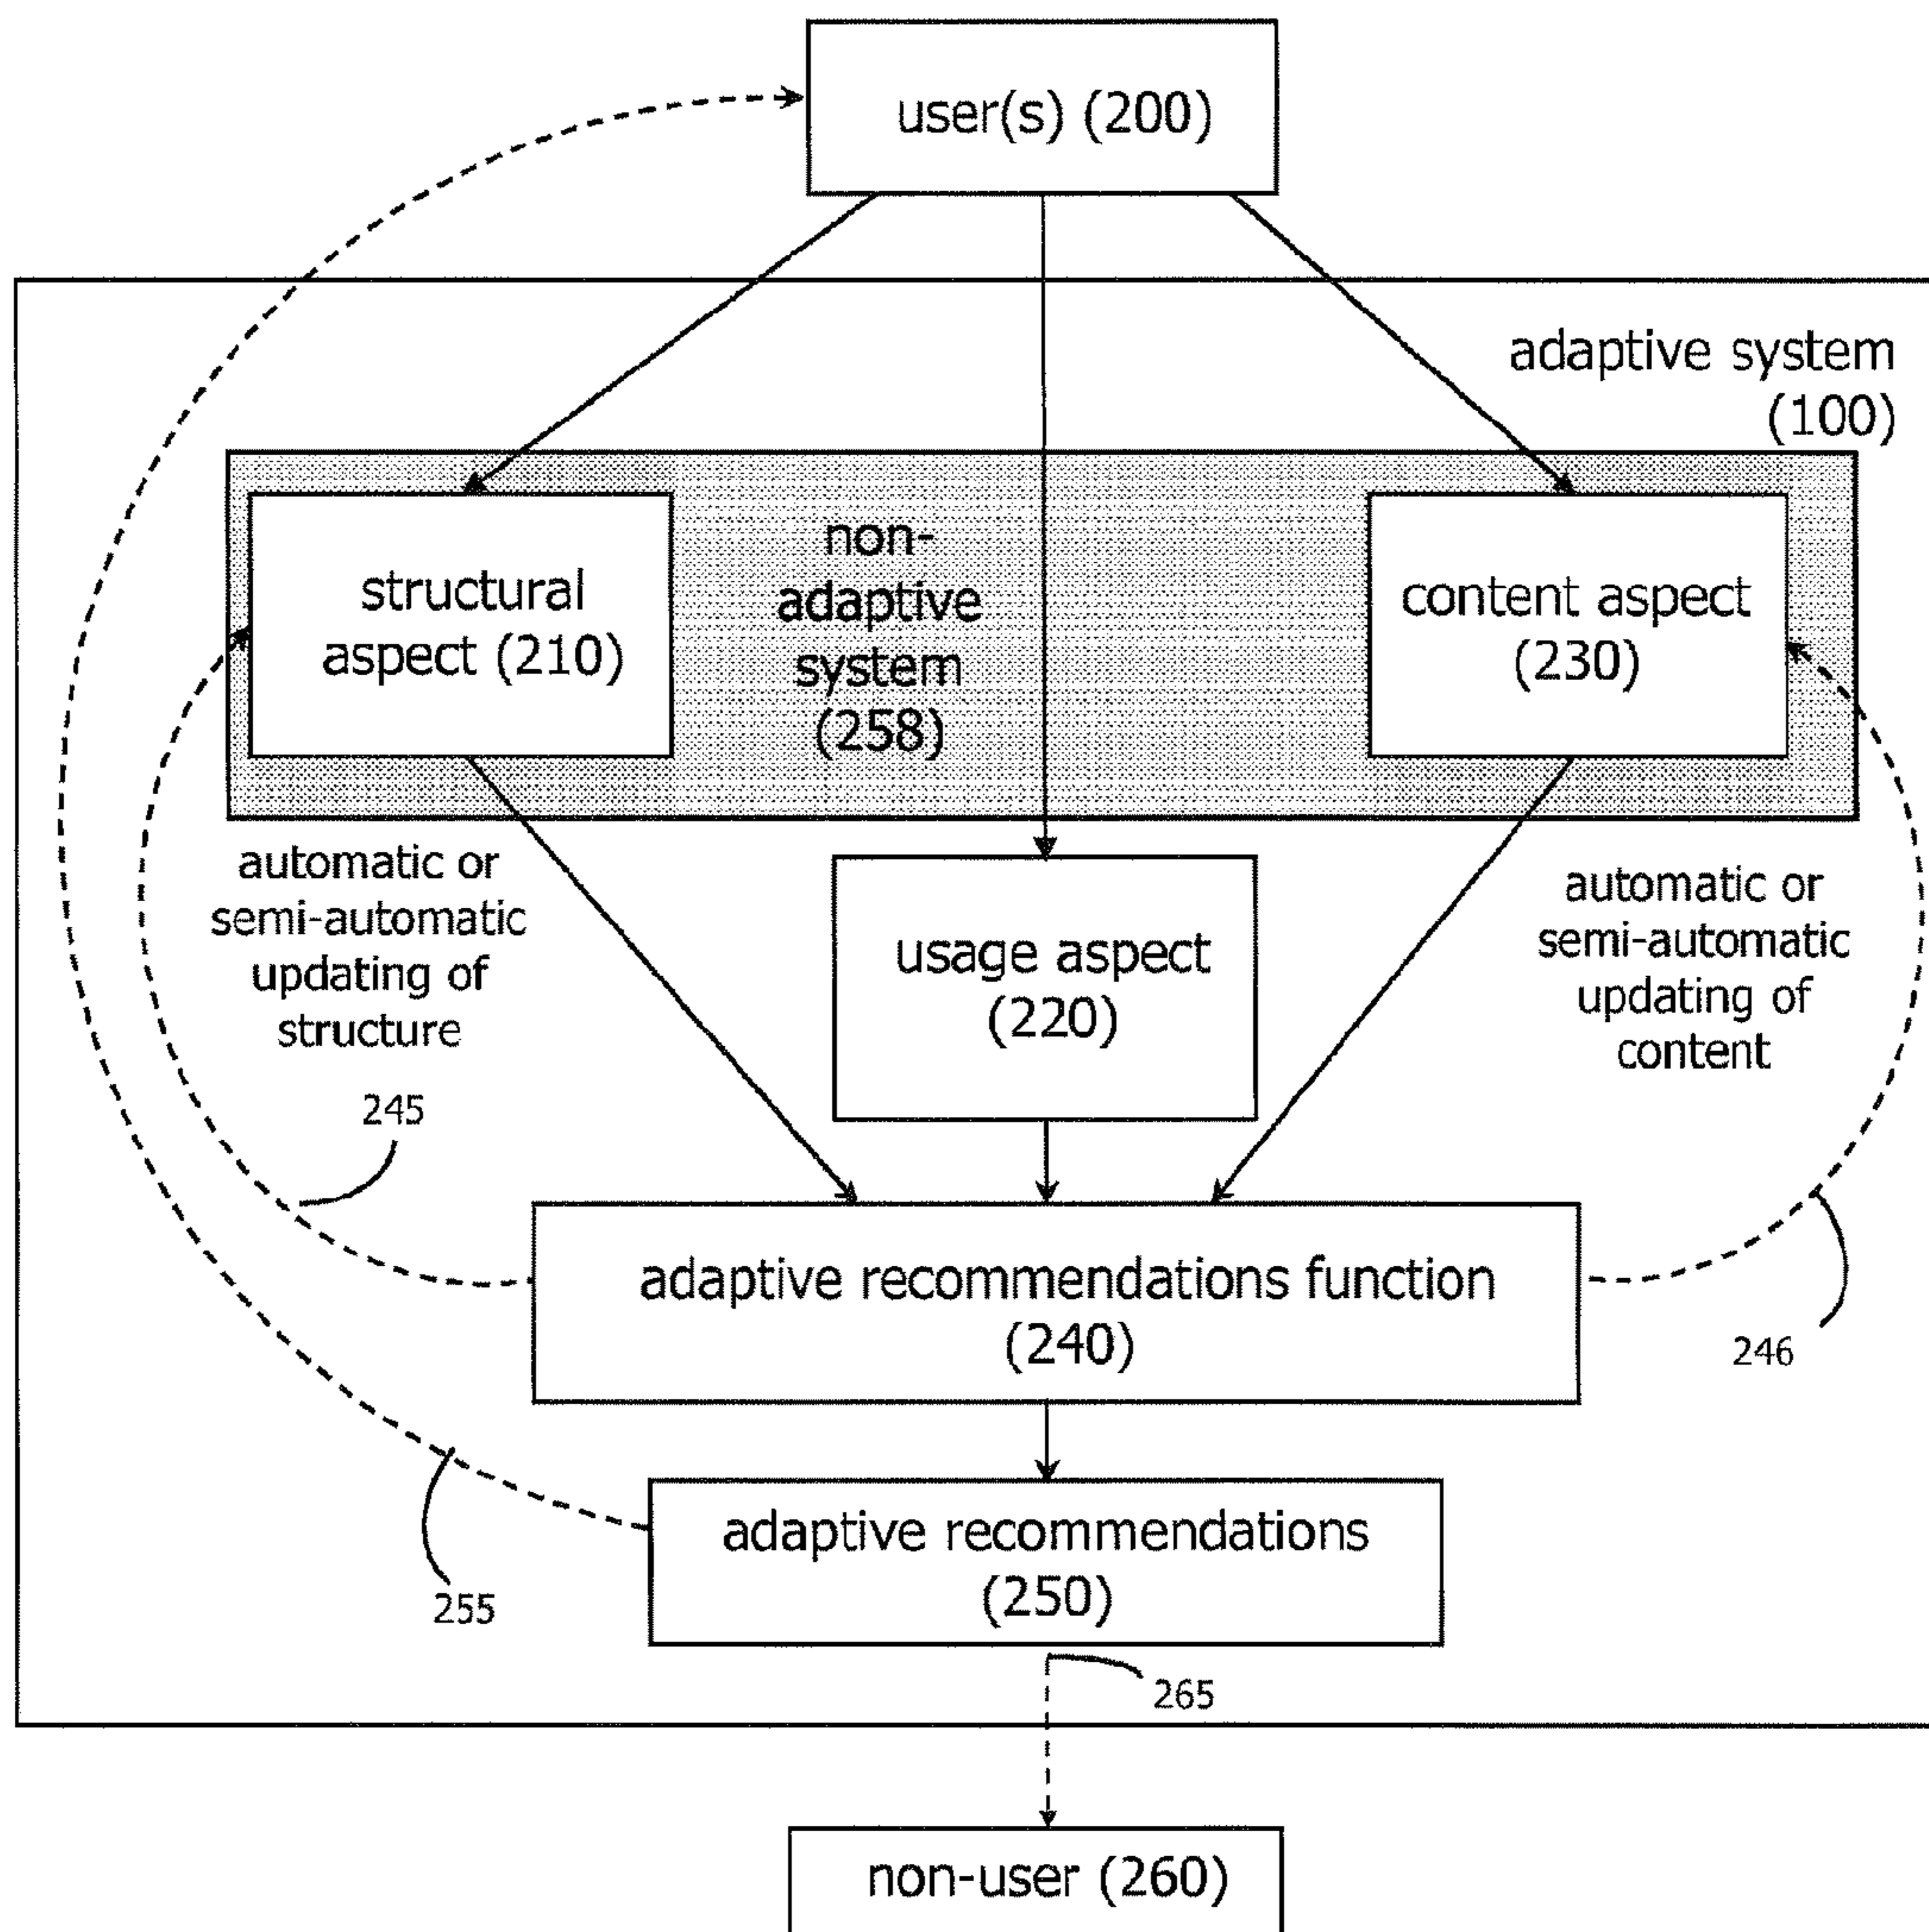 user(s) (200)
adaptive system
(100)
non-
adaptive
system
(258)
structural
aspect (210)
content aspect
(230)
automatic or
semi-automatic
updating of
structure
usage aspect
(220)
automatic or
semi-automatic
updating of
content
245
adaptive recommendations function
(240)
246
adaptive recommendations
(250)
255
265
non-user (260)